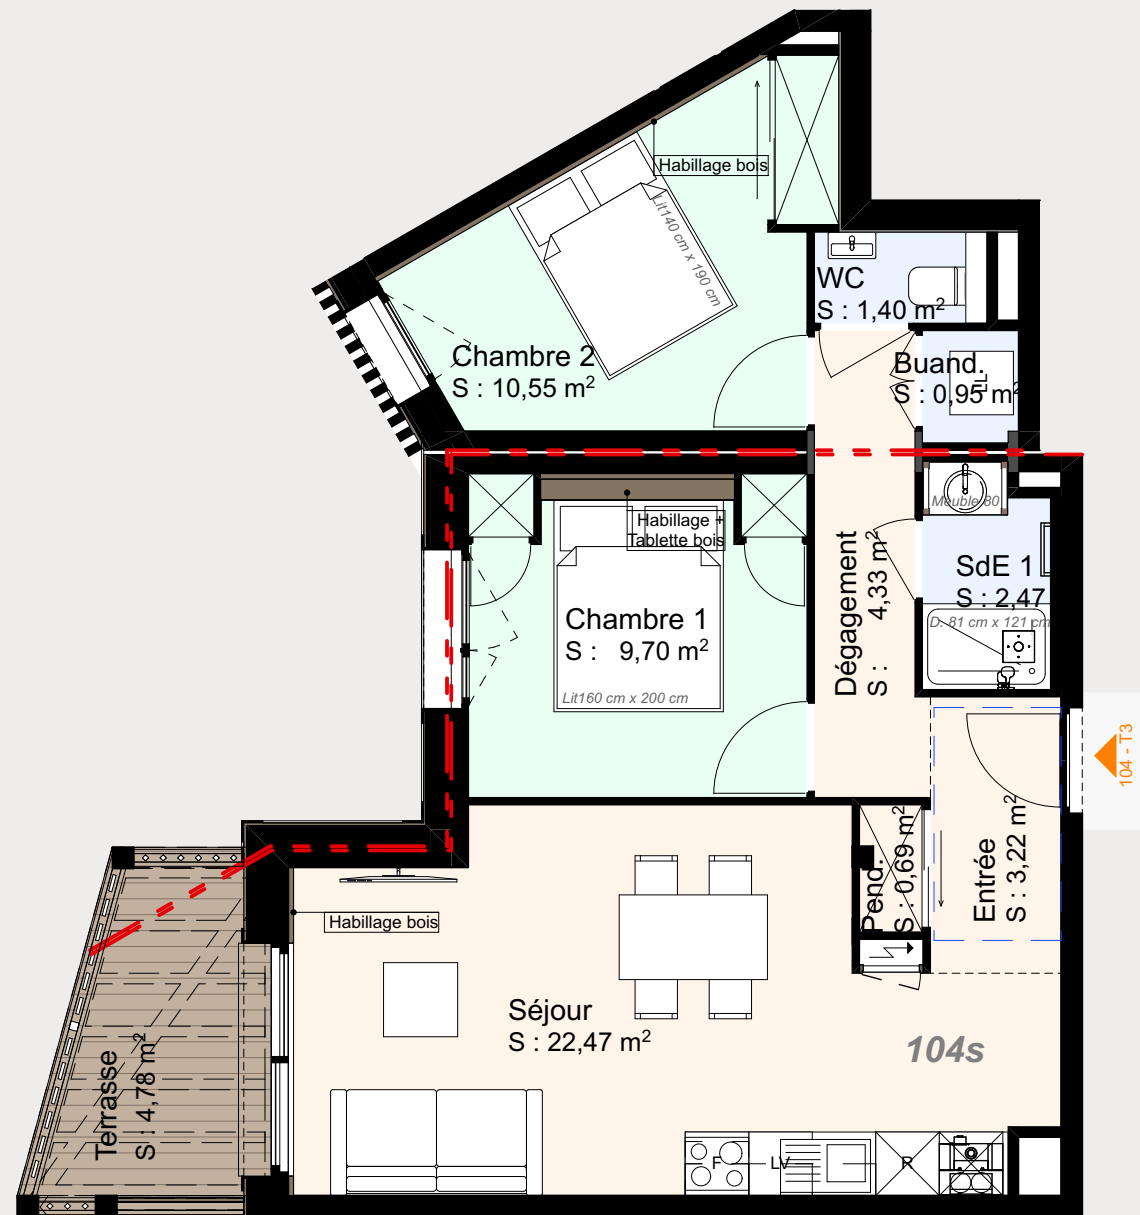 Habillage bois
Lit140 cm x 190 cm
WC
S : 1,40 m²
Chambre 2
S : 10,55 m²
Buand.
S : 0,95 m²
LL
Habillage +
Tablette bois
Meuble 80
Dégagement
S : 4,33 m²
SdE 1
S : 2,47
D. 81 cm x 121 cm
Chambre 1
S : 9,70 m²
Lit160 cm x 200 cm
104 - T3
Pend.
S : 0,69 m²
Entrée
S : 3,22 m²
Habillage bois
Séjour
S : 22,47 m²
104s
Terrasse
S : 4,78 m²
F
LV
R